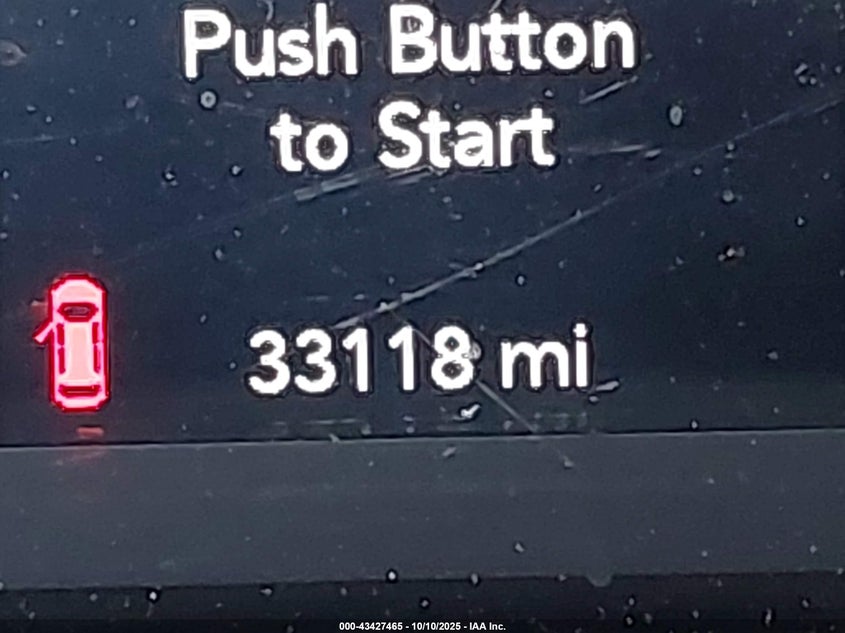 Push Button
to Start
33118 mi
000-43427465 - 10/10/2025 - IAA Inc.